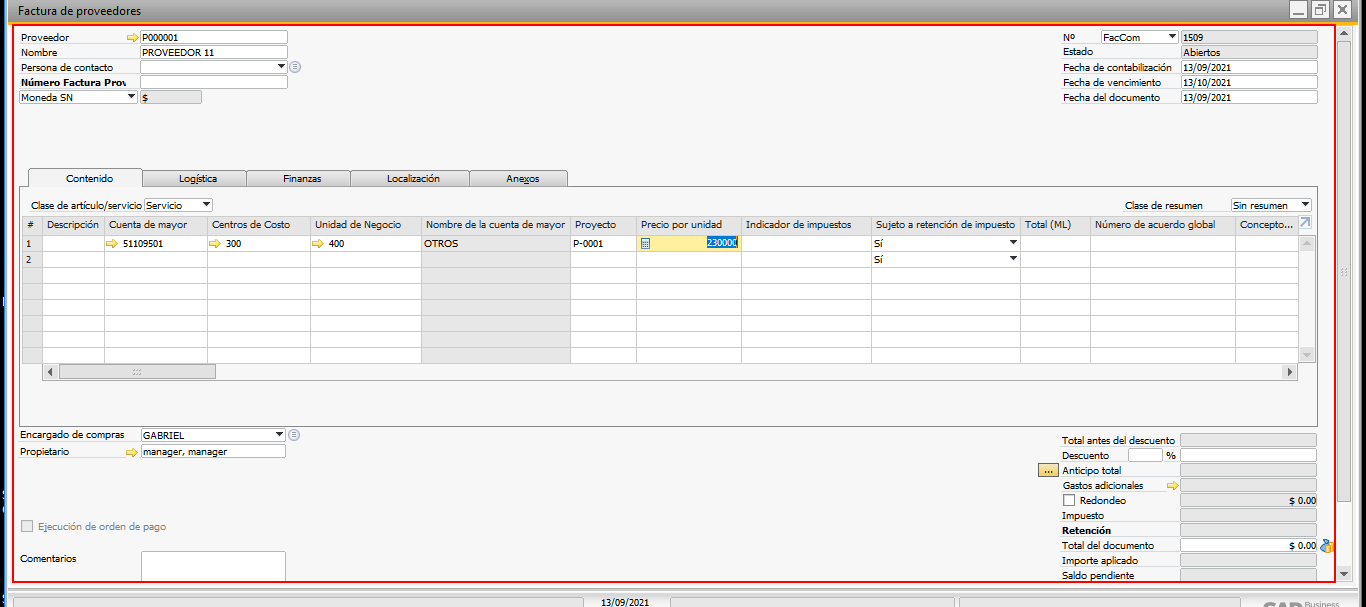 Factura de proveedores
Proveedor P000001
Nombre PROVEEDOR 11
Persona de contacto
Número Factura Prov
Moneda SN $
Nº FacCom 1509
Estado Abiertos
Fecha de contabilización 13/09/2021
Fecha de vencimiento 13/10/2021
Fecha del documento 13/09/2021
Contenido Logística Finanzas Localización Anexos
Clase de artículo/servicio Servicio Clase de resumen Sin resumen
# Descripción Cuenta de mayor Centros de Costo Unidad de Negocio Nombre de la cuenta de mayor Proyecto Precio por unidad Indicador de impuestos Sujeto a retención de impuesto Total (ML) Número de acuerdo global Concepto...
1 51109501 300 400 OTROS P-0001 230000 Sí
2 Sí
Encargado de compras GABRIEL
Propietario manager, manager
Ejecución de orden de pago
Comentarios
Total antes del descuento
Descuento %
... Anticipo total
Gastos adicionales
Redondeo $ 0.00
Impuesto
Retención
Total del documento $ 0.00
Importe aplicado
Saldo pendiente
13/09/2021
SAP Business